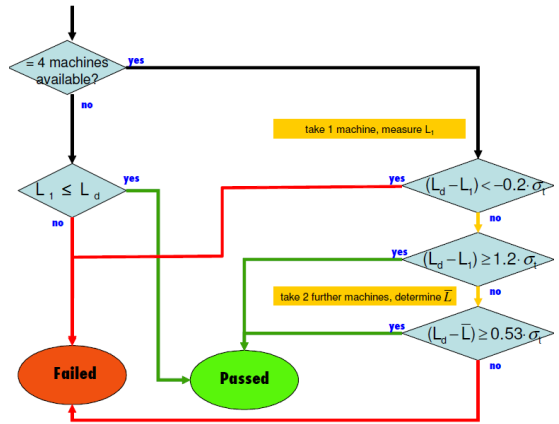 = 4 machines
available?
yes
no
take 1 machine, measure L₁
L ₁ ≤ L d
yes
no
yes
(L_d – L₁) < –0.2· σ_t
no
yes
(L_d – L₁) ≥ 1.2· σ_t
no
take 2 further machines, determine L̅
yes
(L_d – L̅) ≥ 0.53· σ_t
no
Failed
Passed